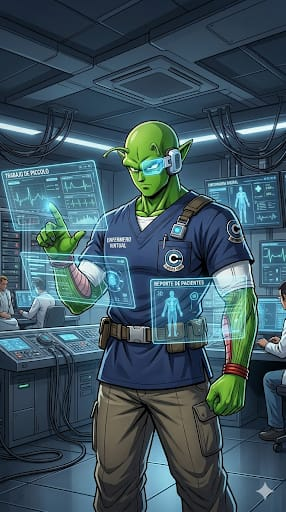 TRABAJO DE PICCOLO
ENFERMERO
VIRTUAL
REPORTE DE PACIENTES